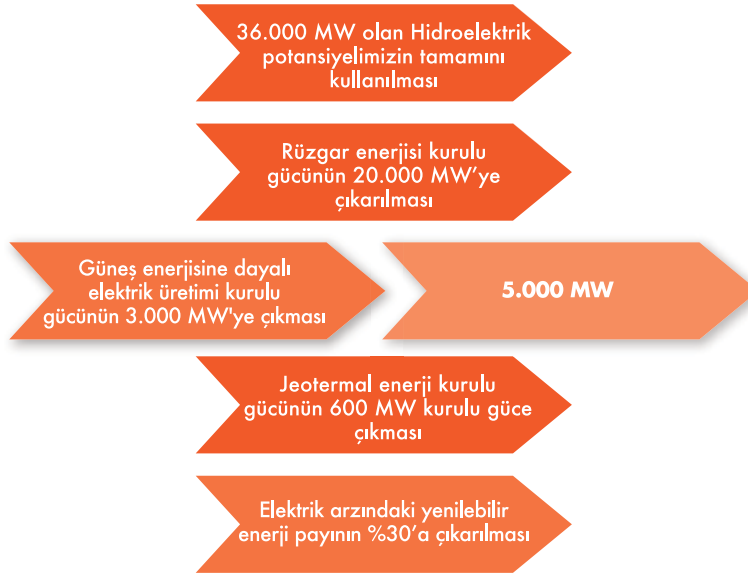 36.000 MW olan Hidroelektrik
potansiyelimizin tamamını
kullanılması
Rüzgar enerjisi kurulu
gücünün 20.000 MW’ye
çıkarılması
Güneş enerjisine dayalı
elektrik üretimi kurulu
gücünün 3.000 MW'ye çıkması
5.000 MW
Jeotermal enerji kurulu
gücünün 600 MW kurulu güce
çıkması
Elektrik arzındaki yenilebilir
enerji payının %30’a çıkarılması